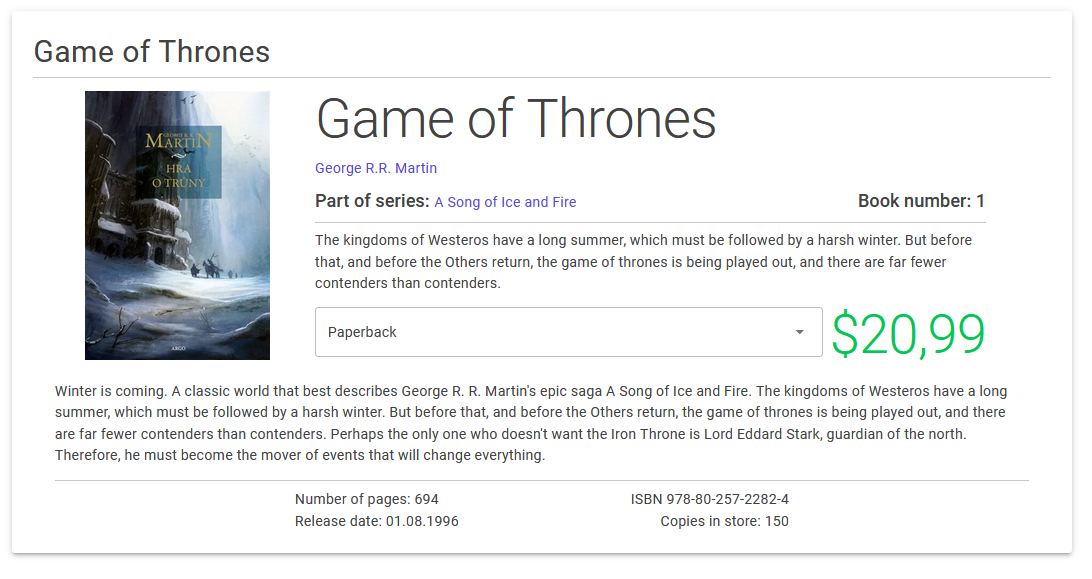 Game of Thrones
GEORGE R. R.
MARTIN
HRA
O TRŮNY
ARGO
Game of Thrones
George R.R. Martin
Part of series: A Song of Ice and Fire
Book number: 1
The kingdoms of Westeros have a long summer, which must be followed by a harsh winter. But before
that, and before the Others return, the game of thrones is being played out, and there are far fewer
contenders than contenders.
Paperback
$20,99
Winter is coming. A classic world that best describes George R. R. Martin's epic saga A Song of Ice and Fire. The kingdoms of Westeros have a long
summer, which must be followed by a harsh winter. But before that, and before the Others return, the game of thrones is being played out, and there
are far fewer contenders than contenders. Perhaps the only one who doesn't want the Iron Throne is Lord Eddard Stark, guardian of the north.
Therefore, he must become the mover of events that will change everything.
Number of pages: 694
ISBN 978-80-257-2282-4
Release date: 01.08.1996
Copies in store: 150